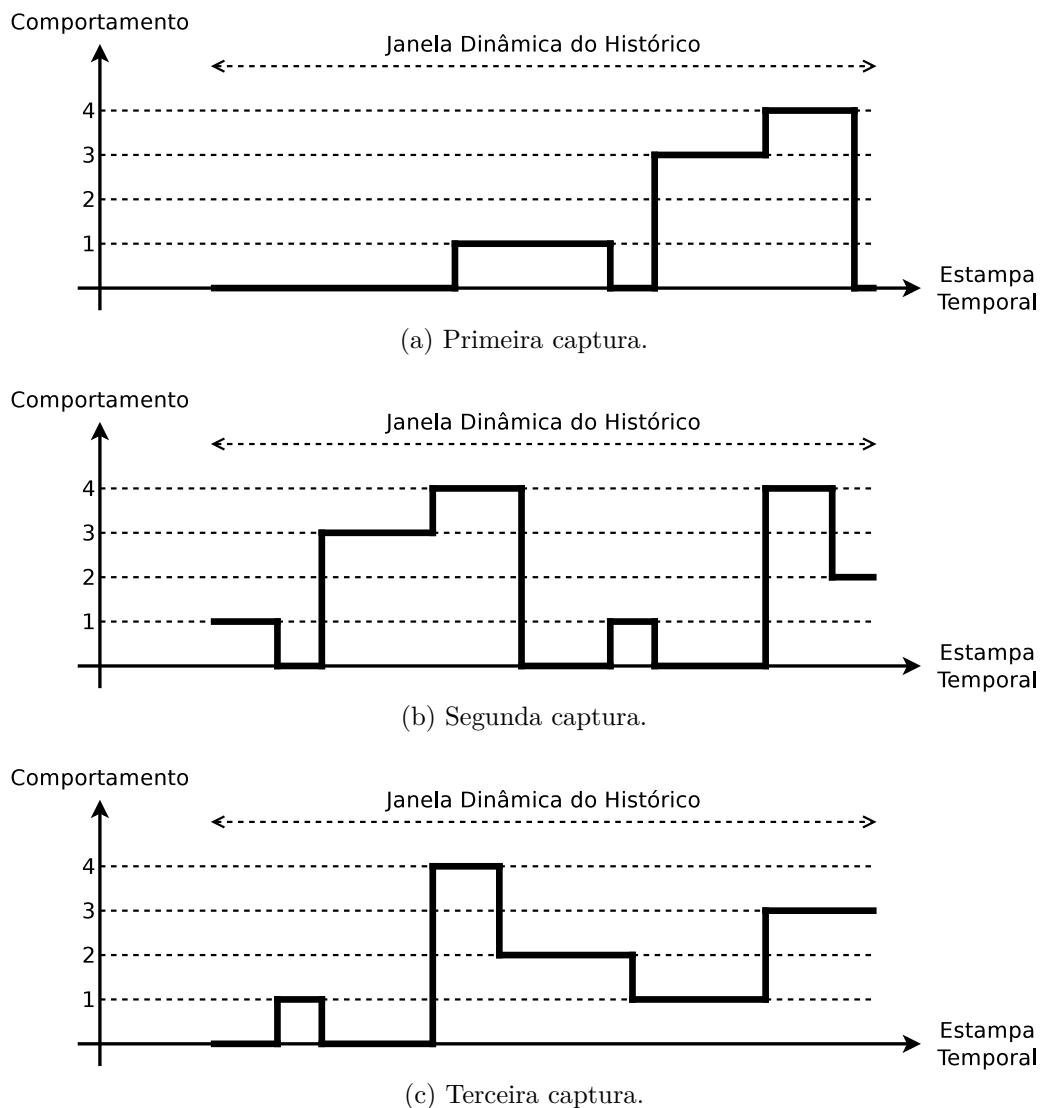 Comportamento
Janela Dinâmica do Histórico
4
3
2
1
Estampa
Temporal
(a) Primeira captura.
Comportamento
Janela Dinâmica do Histórico
4
3
2
1
Estampa
Temporal
(b) Segunda captura.
Comportamento
Janela Dinâmica do Histórico
4
3
2
1
Estampa
Temporal
(c) Terceira captura.